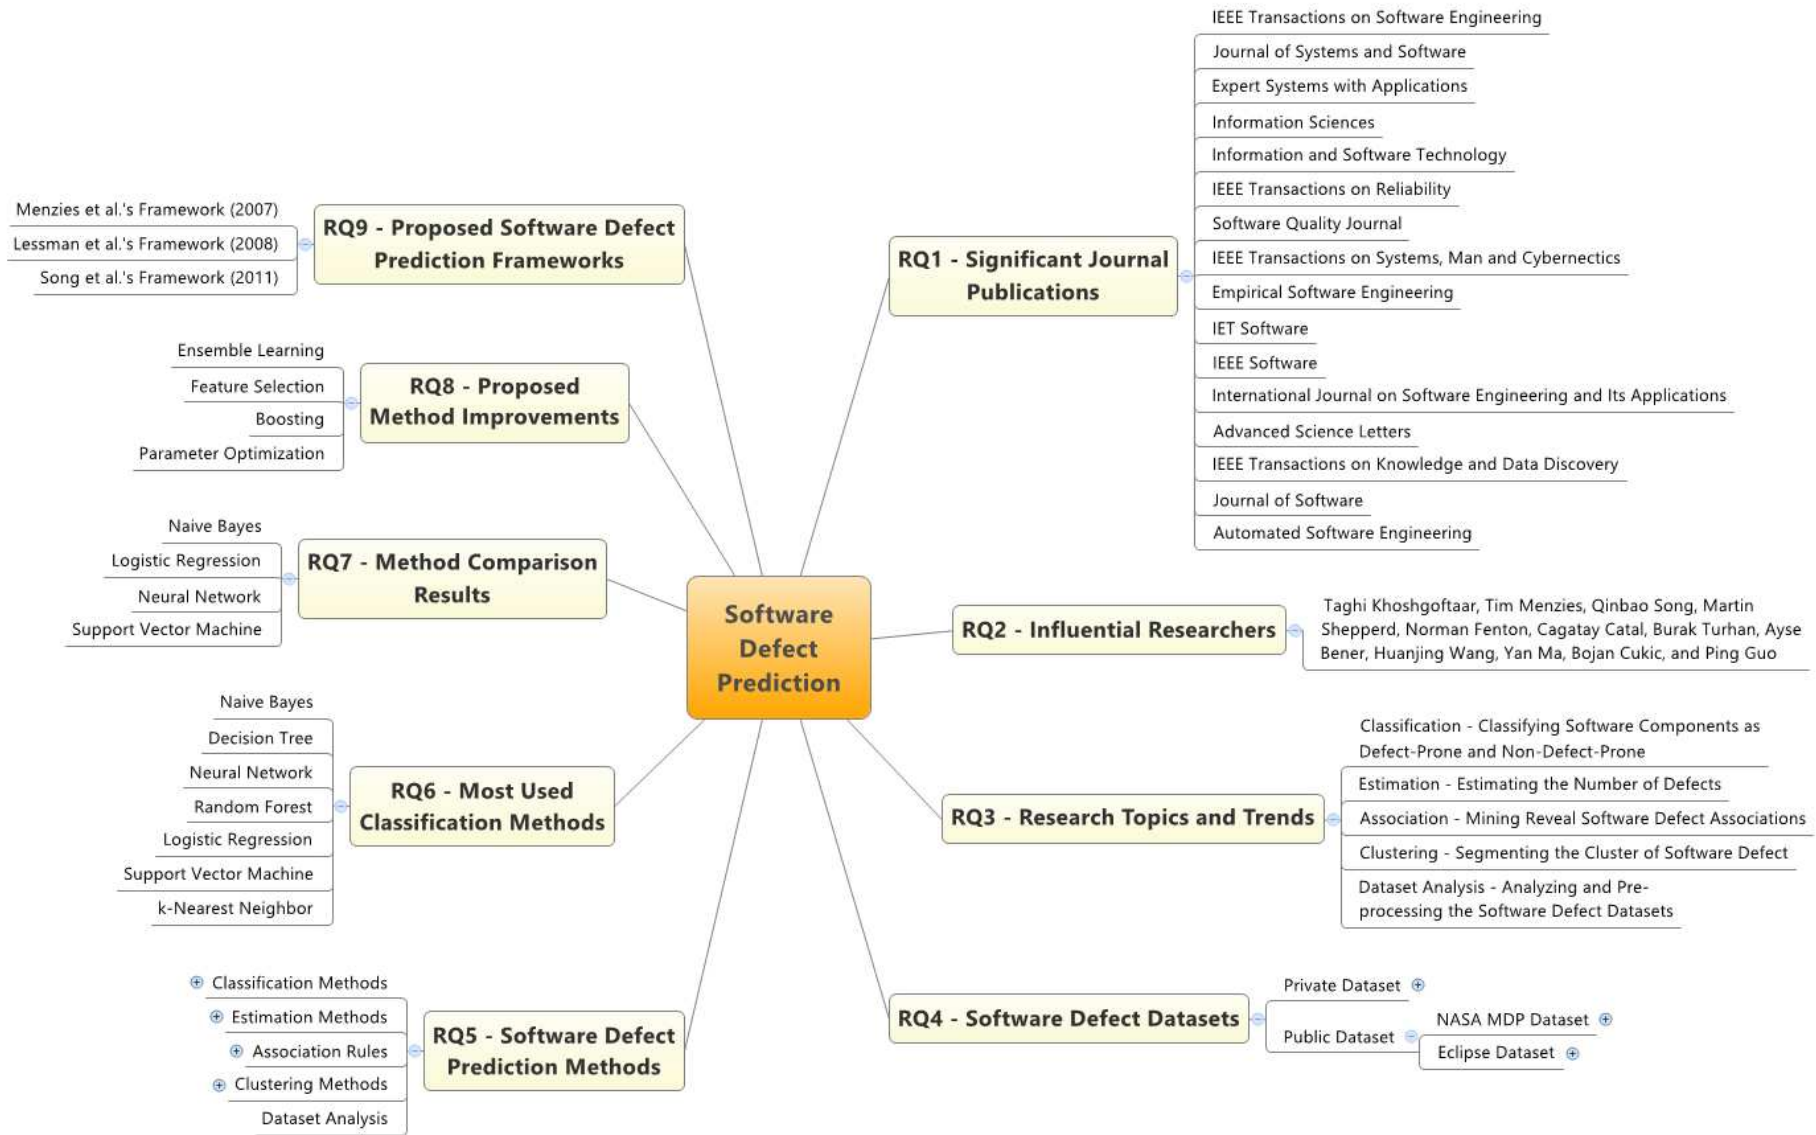 Software
Defect
Prediction
RQ1 - Significant Journal
Publications
IEEE Transactions on Software Engineering
Journal of Systems and Software
Expert Systems with Applications
Information Sciences
Information and Software Technology
IEEE Transactions on Reliability
Software Quality Journal
IEEE Transactions on Systems, Man and Cybernectics
Empirical Software Engineering
IET Software
IEEE Software
International Journal on Software Engineering and Its Applications
Advanced Science Letters
IEEE Transactions on Knowledge and Data Discovery
Journal of Software
Automated Software Engineering
RQ2 - Influential Researchers
Taghi Khoshgoftaar, Tim Menzies, Qinbao Song, Martin
Shepperd, Norman Fenton, Cagatay Catal, Burak Turhan, Ayse
Bener, Huanjing Wang, Yan Ma, Bojan Cukic, and Ping Guo
RQ3 - Research Topics and Trends
Classification - Classifying Software Components as
Defect-Prone and Non-Defect-Prone
Estimation - Estimating the Number of Defects
Association - Mining Reveal Software Defect Associations
Clustering - Segmenting the Cluster of Software Defect
Dataset Analysis - Analyzing and Pre-
processing the Software Defect Datasets
RQ4 - Software Defect Datasets
Private Dataset
Public Dataset
NASA MDP Dataset
Eclipse Dataset
RQ5 - Software Defect
Prediction Methods
Classification Methods
Estimation Methods
Association Rules
Clustering Methods
Dataset Analysis
RQ6 - Most Used
Classification Methods
Naive Bayes
Decision Tree
Neural Network
Random Forest
Logistic Regression
Support Vector Machine
k-Nearest Neighbor
RQ7 - Method Comparison
Results
Naive Bayes
Logistic Regression
Neural Network
Support Vector Machine
RQ8 - Proposed
Method Improvements
Ensemble Learning
Feature Selection
Boosting
Parameter Optimization
RQ9 - Proposed Software Defect
Prediction Frameworks
Menzies et al.'s Framework (2007)
Lessman et al.'s Framework (2008)
Song et al.'s Framework (2011)